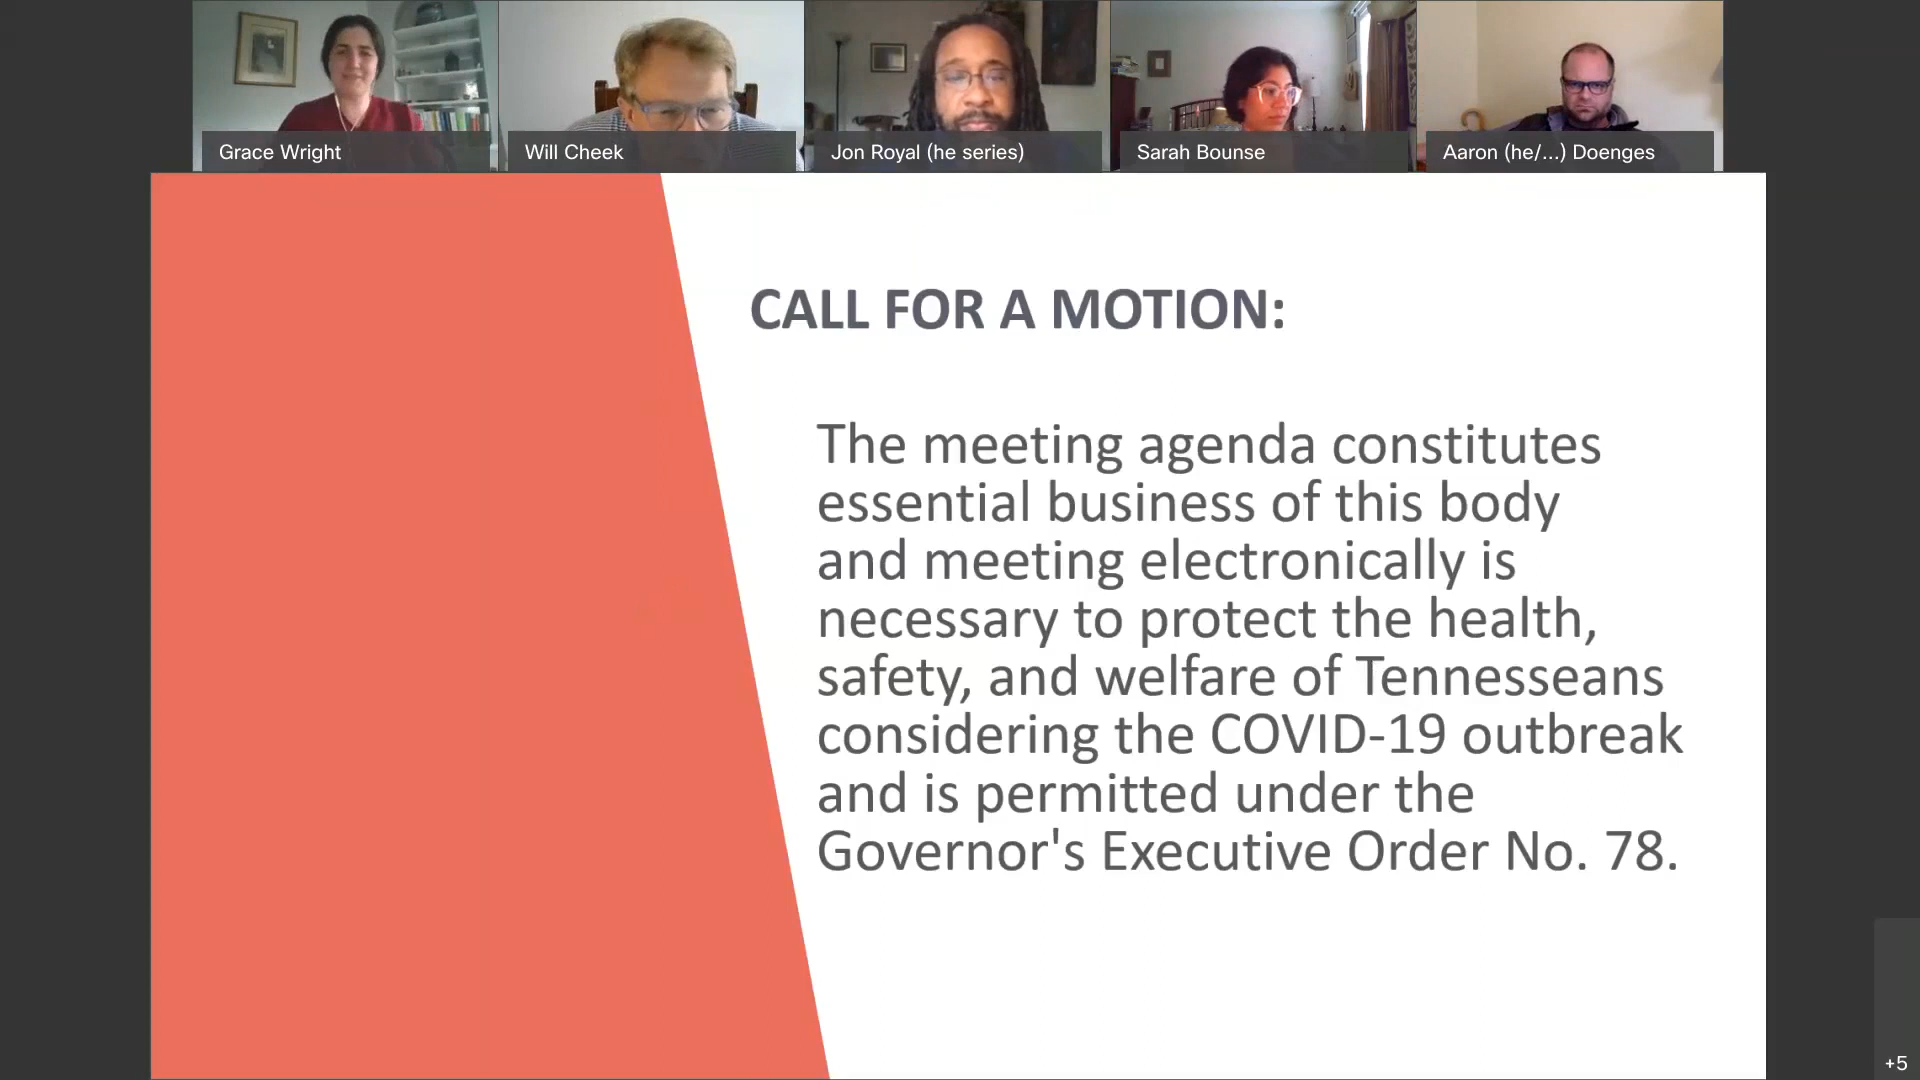 Grace Wright
Will Cheek
Jon Royal (he series)
Sarah Bounse
Aaron (he/...) Doenges
CALL FOR A MOTION:
The meeting agenda constitutes
essential business of this body
and meeting electronically is
necessary to protect the health,
safety, and welfare of Tennesseans
considering the COVID-19 outbreak
and is permitted under the
Governor's Executive Order No. 78.
+5